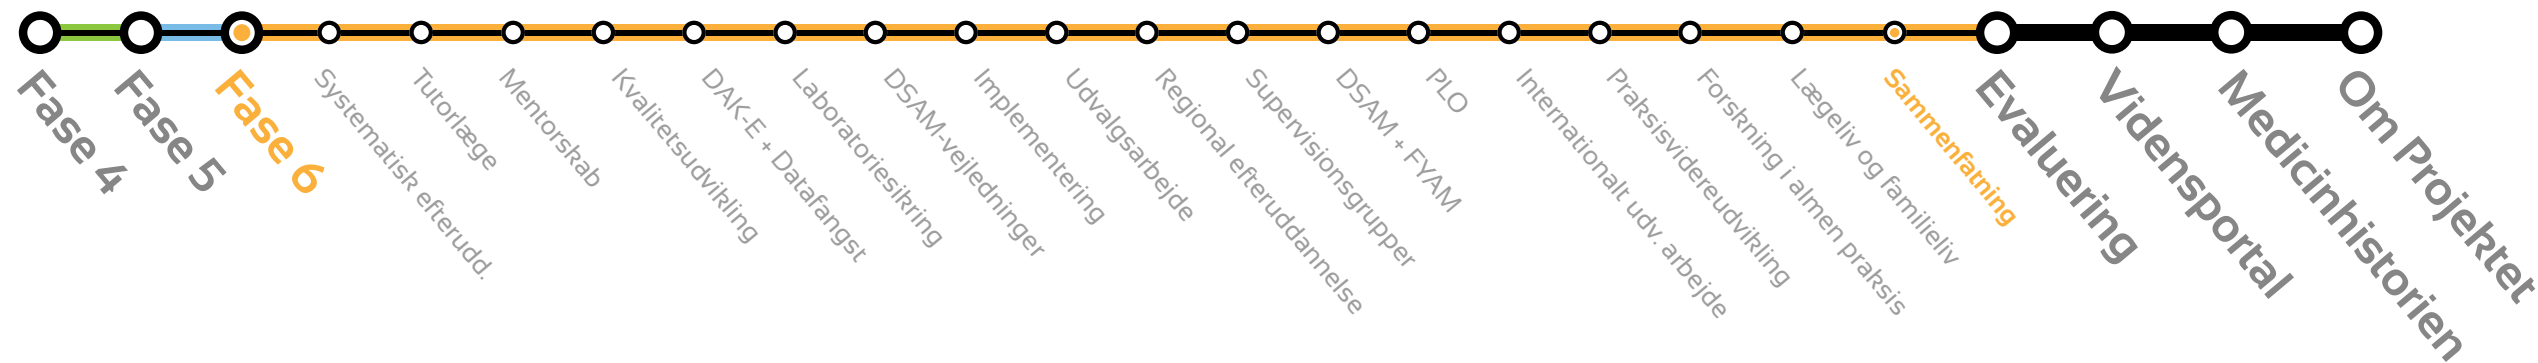 Fase 4
Fase 5
Fase 6
Systematisk efterudd.
Tutorlæge
Mentorskab
Kvalitetsudvikling
DAK-E + Datafangst
Laboratoriesikring
DSAM-vejledninger
Implementering
Udvalgsarbejde
Regional efteruddannelse
Supervisionsgrupper
DSAM + FYAM
PLO
Internationalt udv. arbejde
Praksisvidereudvikling
Forskning i almen praksis
Lægeliv og familieliv
Sammenfatning
Evaluering
Vidensportal
Medicinhistorien
Om Projektet